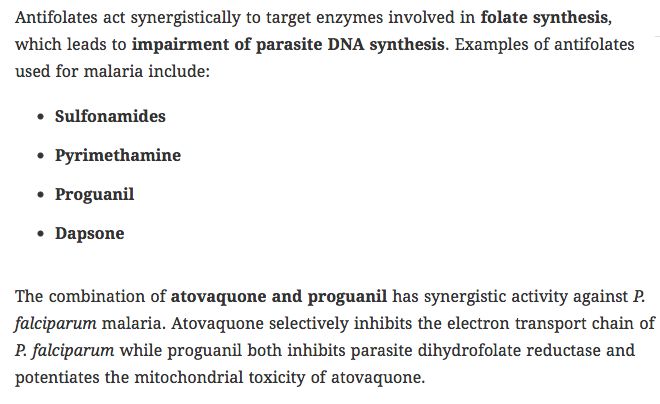 Antifolates act synergistically to target enzymes involved in folate synthesis,
which leads to impairment of parasite DNA synthesis. Examples of antifolates
used for malaria include:
• Sulfonamides
• Pyrimethamine
• Proguanil
• Dapsone
The combination of atovaquone and proguanil has synergistic activity against P.
falciparum malaria. Atovaquone selectively inhibits the electron transport chain of
P. falciparum while proguanil both inhibits parasite dihydrofolate reductase and
potentiates the mitochondrial toxicity of atovaquone.